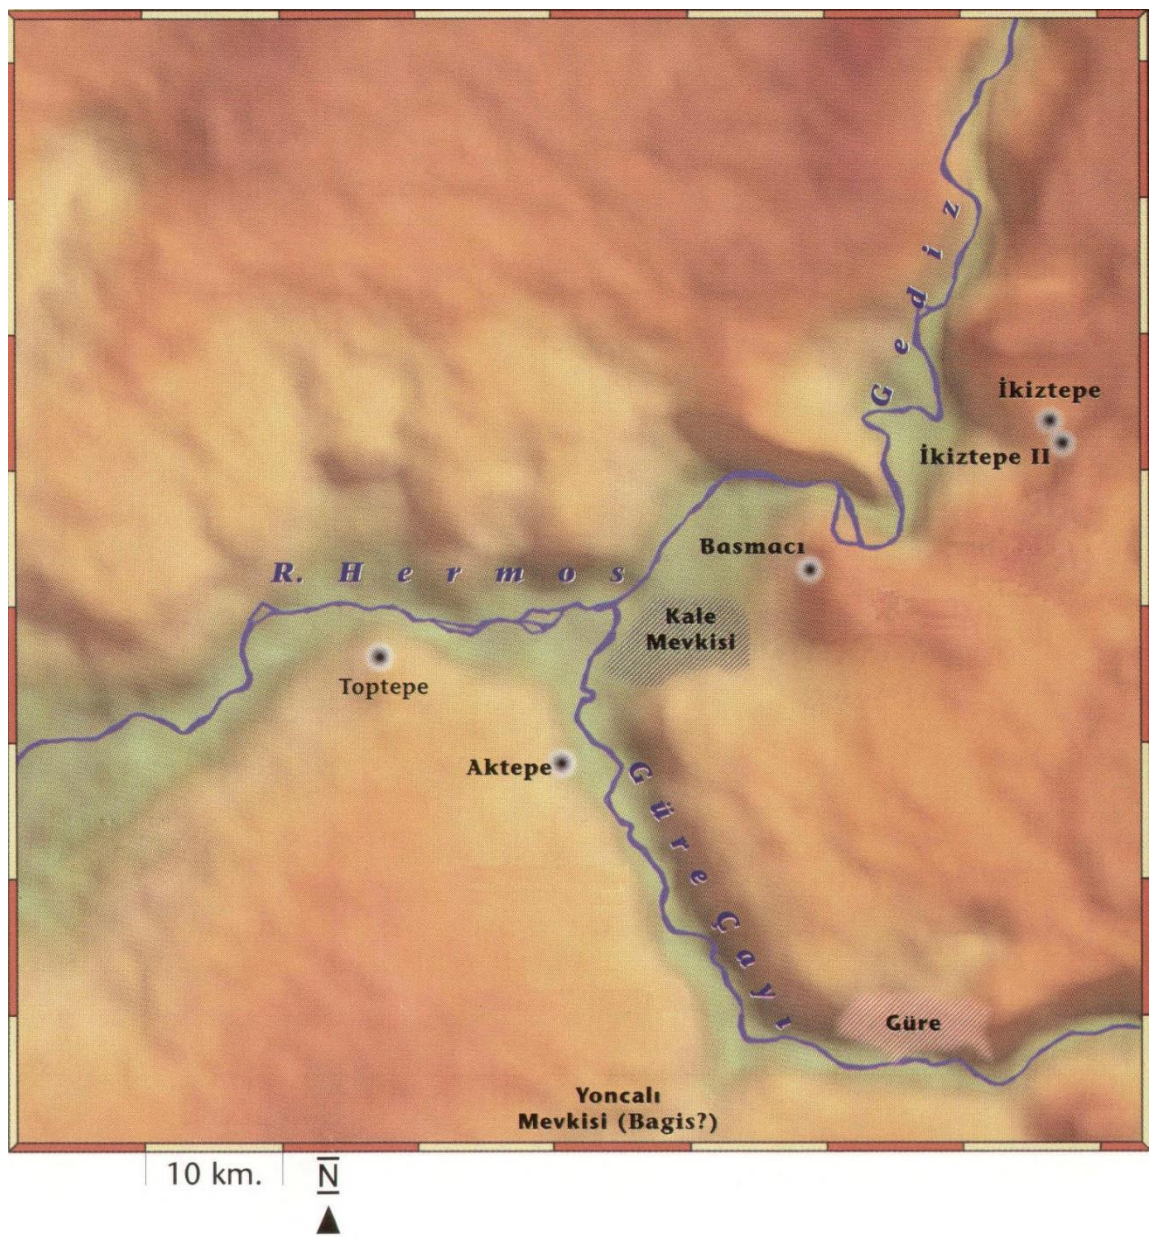 Gediz
İkiztepe
İkiztepe II
Basmacı
R. Hermos
Kale
Mevkisi
Toptepe
Aktepe
Güre Çayı
Güre
Yoncalı
Mevkisi (Bagis?)
10 km.
N